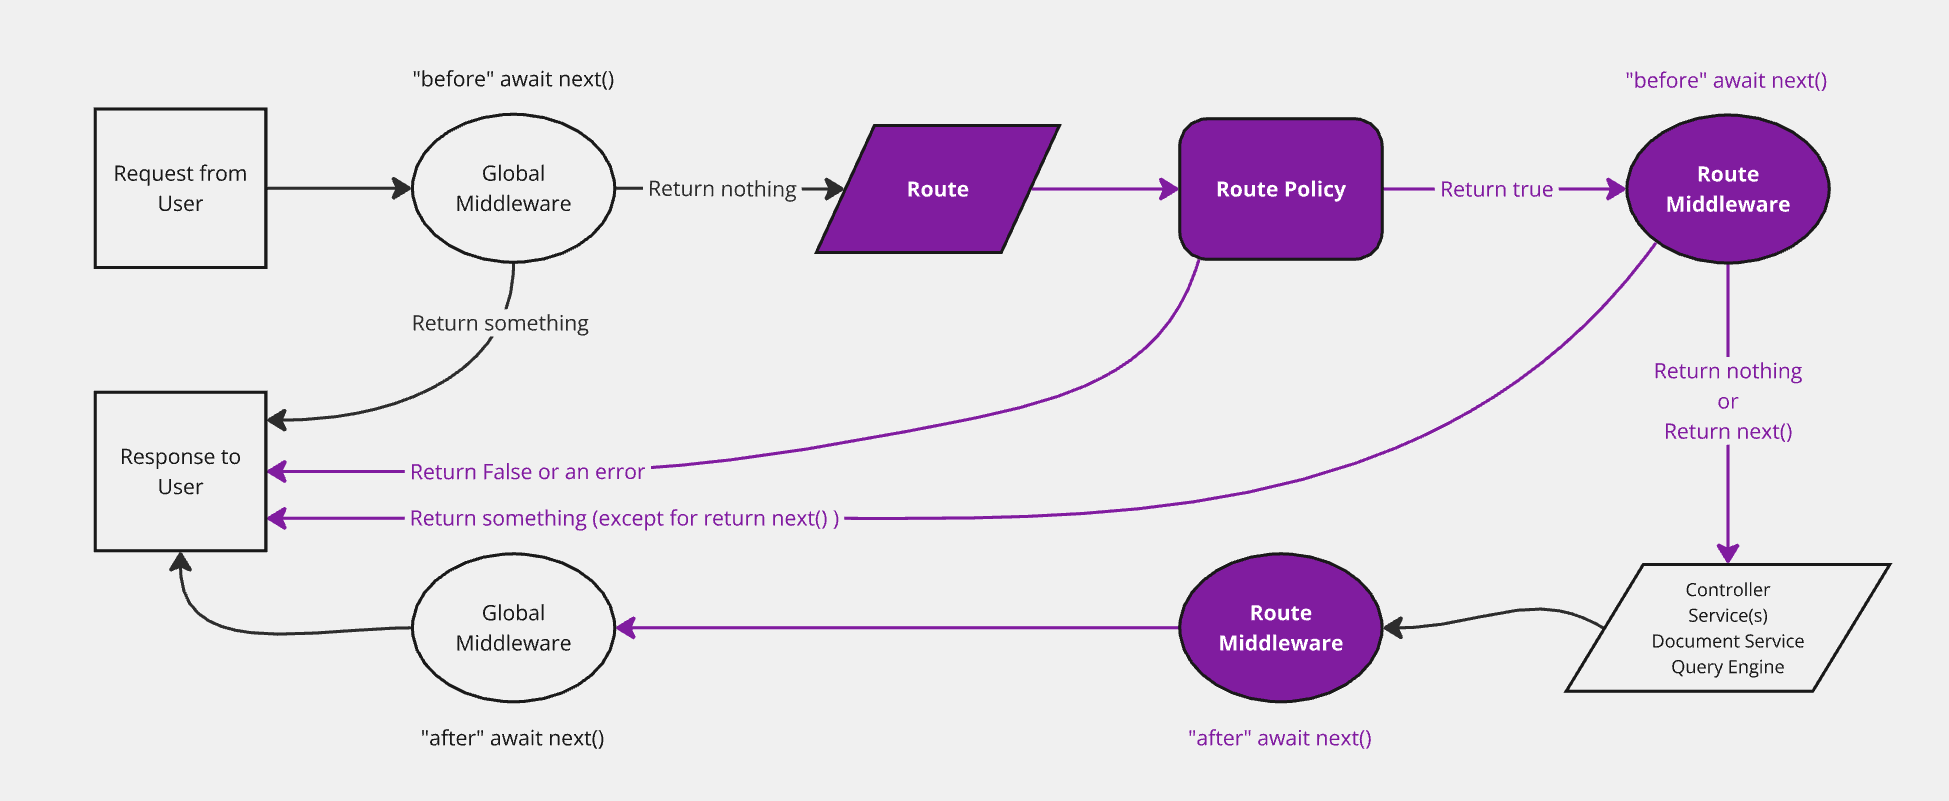 "before" await next()
"before" await next()
Request from
User
Global
Middleware
Return nothing
Route
Route Policy
Return true
Route
Middleware
Return something
Return nothing
or
Return next()
Response to
User
Return False or an error
Return something (except for return next() )
Global
Middleware
Route
Middleware
Controller
Service(s)
Document Service
Query Engine
"after" await next()
"after" await next()